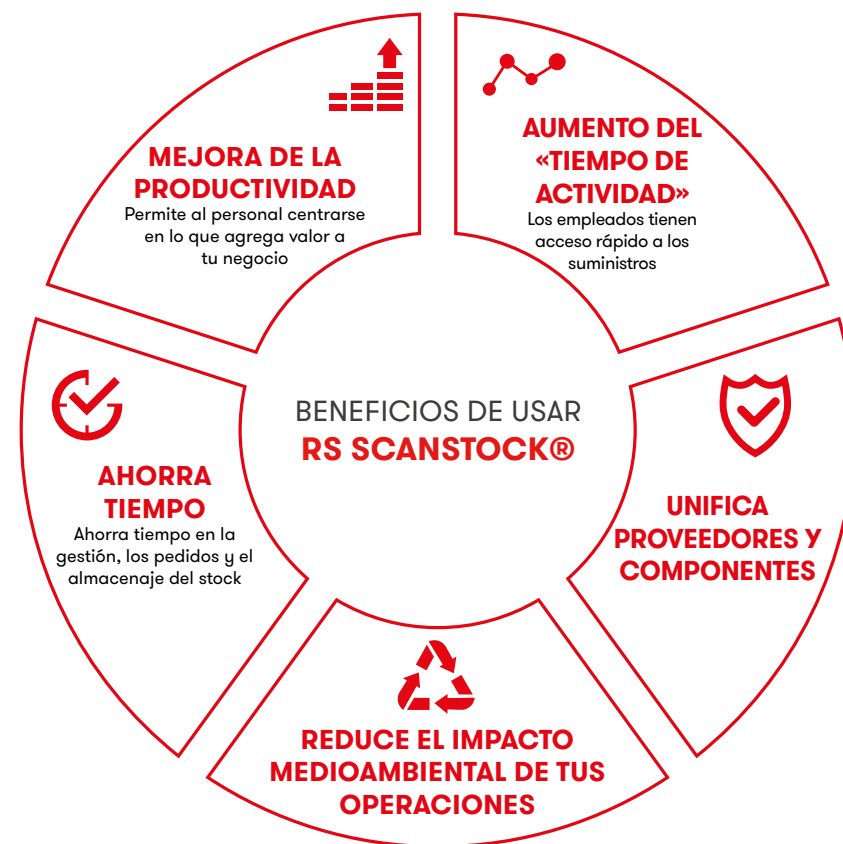 MEJORA DE LA
PRODUCTIVIDAD
Permite al personal centrarse
en lo que agrega valor a
tu negocio
AUMENTO DEL
«TIEMPO DE
ACTIVIDAD»
Los empleados tienen
acceso rápido a los
suministros
BENEFICIOS DE USAR
RS SCANSTOCK®
AHORRA
TIEMPO
Ahorra tiempo en la
gestión, los pedidos y el
almacenaje del stock
UNIFICA
PROVEEDORES Y
COMPONENTES
REDUCE EL IMPACTO
MEDIOAMBIENTAL DE TUS
OPERACIONES